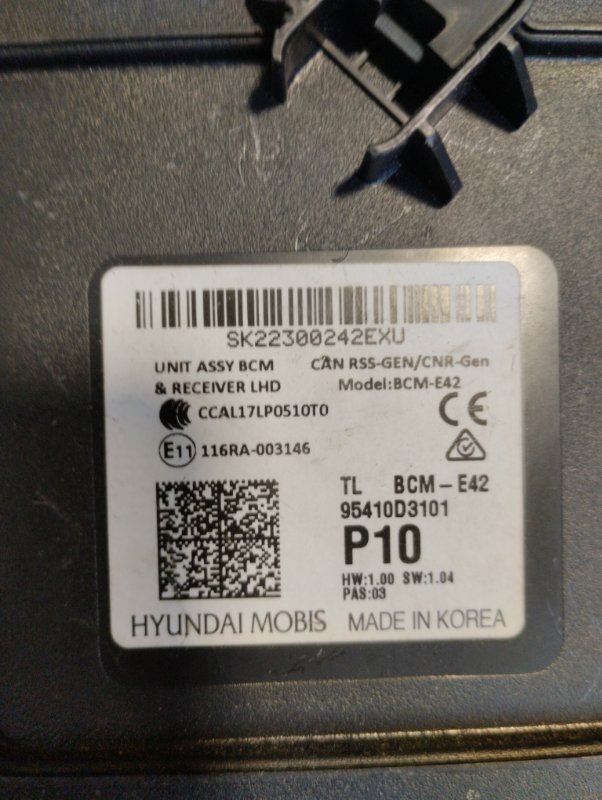 SK22300242EXU
UNIT ASSY BCM CAN RSS-GEN/CNR-Gen
& RECEIVER LHD Model:BCM-E42
CCAL17LP0510T0
CE
E11 116RA-003146
TL BCM-E42
95410D3101
P10
HW:1.00 SW:1.04
PAS:03
HYUNDAI MOBIS MADE IN KOREA